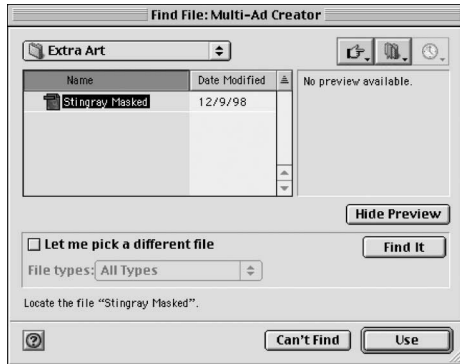 Find File: Multi-Ad Creator
Extra Art
Name Date Modified
Stingray Masked 12/9/98
No preview available.
Hide Preview
Let me pick a different file
Find It
File types: All Types
Locate the file “Stingray Masked”.
? Can't Find Use